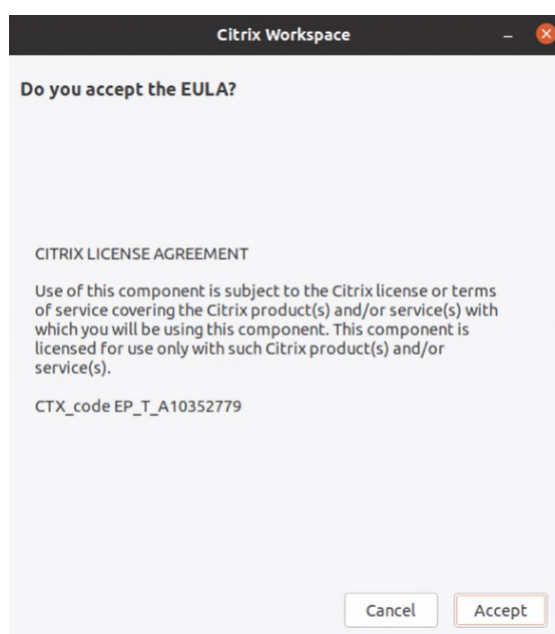 Citrix Workspace
Do you accept the EULA?
CITRIX LICENSE AGREEMENT
Use of this component is subject to the Citrix license or terms
of service covering the Citrix product(s) and/or service(s) with
which you will be using this component. This component is
licensed for use only with such Citrix product(s) and/or
service(s).
CTX_code EP_T_A10352779
Cancel
Accept